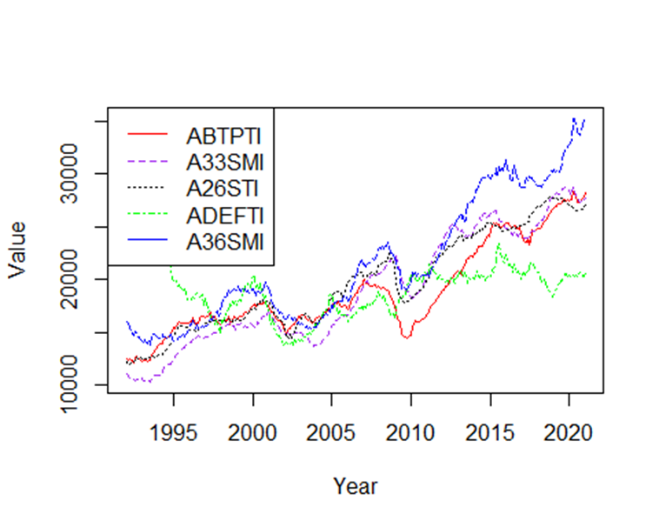 ABTPTI
A33SMI
A26STI
ADEFTI
A36SMI
Value
30000
20000
10000
1995 2000 2005 2010 2015 2020
Year